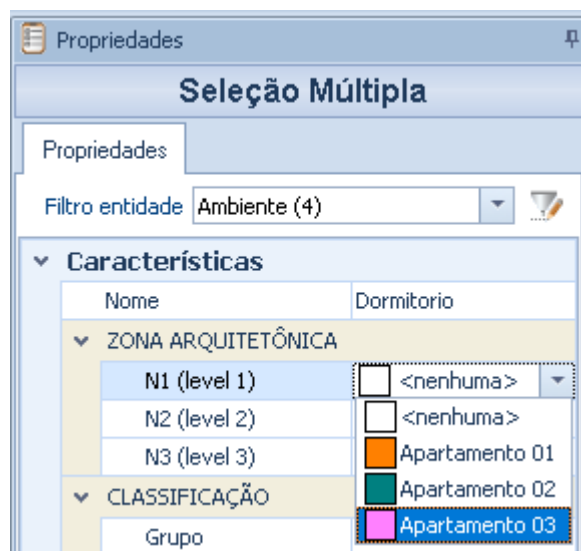 Propriedades
Seleção Múltipla
Propriedades
Filtro entidade Ambiente (4)
Características
Nome Dormitorio
ZONA ARQUITETÔNICA
N1 (level 1) <nenhuma>
N2 (level 2) <nenhuma>
N3 (level 3) Apartamento 01
CLASSIFICAÇÃO Apartamento 02
Grupo Apartamento 03